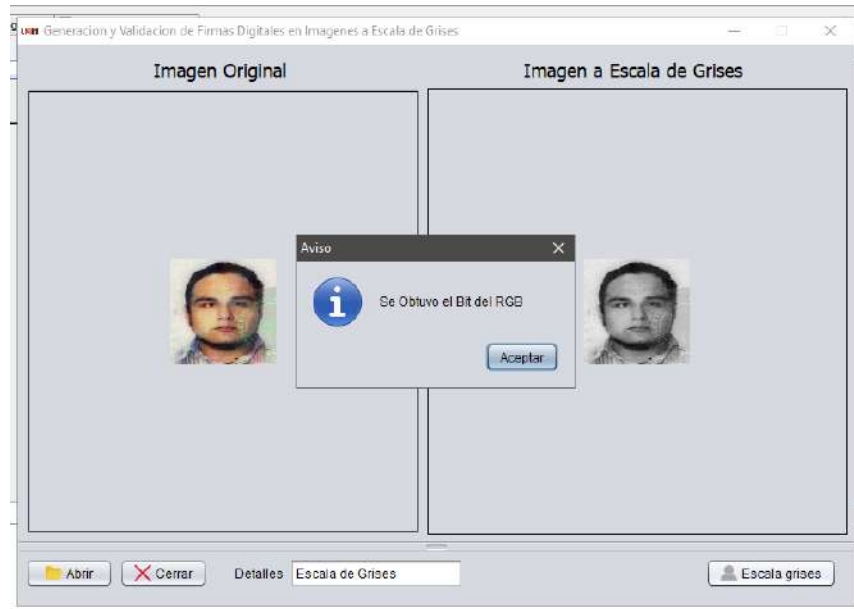 Generacion y Validacion de Firmas Digitales en Imagenes a Escala de Grises
Imagen Original
Imagen a Escala de Grises
Aviso
Se Obtuvo el Bit del RGB
Aceptar
Abrir
Cerrar
Detalles
Escala de Grises
Escala grises